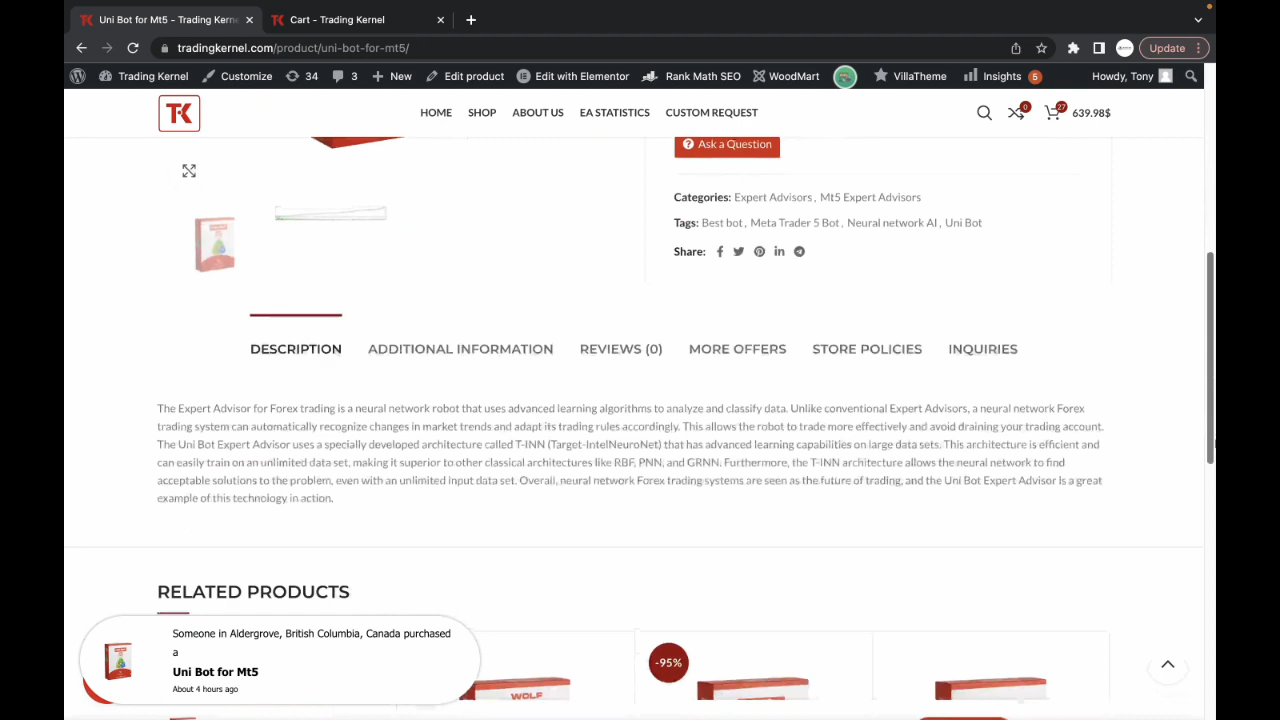 Uni Bot for Mt5 - Trading Kerne
Cart - Trading Kernel
tradingkernel.com/product/uni-bot-for-mt5/
Update
Trading Kernel Customize 34 3 New Edit product Edit with Elementor Rank Math SEO WoodMart VillaTheme Insights 5 Howdy, Tony
TK HOME SHOP ABOUT US EA STATISTICS CUSTOM REQUEST 0 27 639.98$
Ask a Question
Categories: Expert Advisors, Mt5 Expert Advisors
Tags: Best bot, Meta Trader 5 Bot, Neural network AI, Uni Bot
Share:
DESCRIPTION ADDITIONAL INFORMATION REVIEWS (0) MORE OFFERS STORE POLICIES INQUIRIES
The Expert Advisor for Forex trading is a neural network robot that uses advanced learning algorithms to analyze and classify data. Unlike conventional Expert Advisors, a neural network Forex
trading system can automatically recognize changes in market trends and adapt its trading rules accordingly. This allows the robot to trade more effectively and avoid draining your trading account.
The Uni Bot Expert Advisor uses a specially developed architecture called T-INN (Target-IntelNeuroNet) that has advanced learning capabilities on large data sets. This architecture is efficient and
can easily train on an unlimited data set, making it superior to other classical architectures like RBF, PNN, and GRNN. Furthermore, the T-INN architecture allows the neural network to find
acceptable solutions to the problem, even with an unlimited input data set. Overall, neural network Forex trading systems are seen as the future of trading, and the Uni Bot Expert Advisor is a great
example of this technology in action.
RELATED PRODUCTS
Someone in Aldergrove, British Columbia, Canada purchased
a
Uni Bot for Mt5
About 4 hours ago
WOLF
-95%